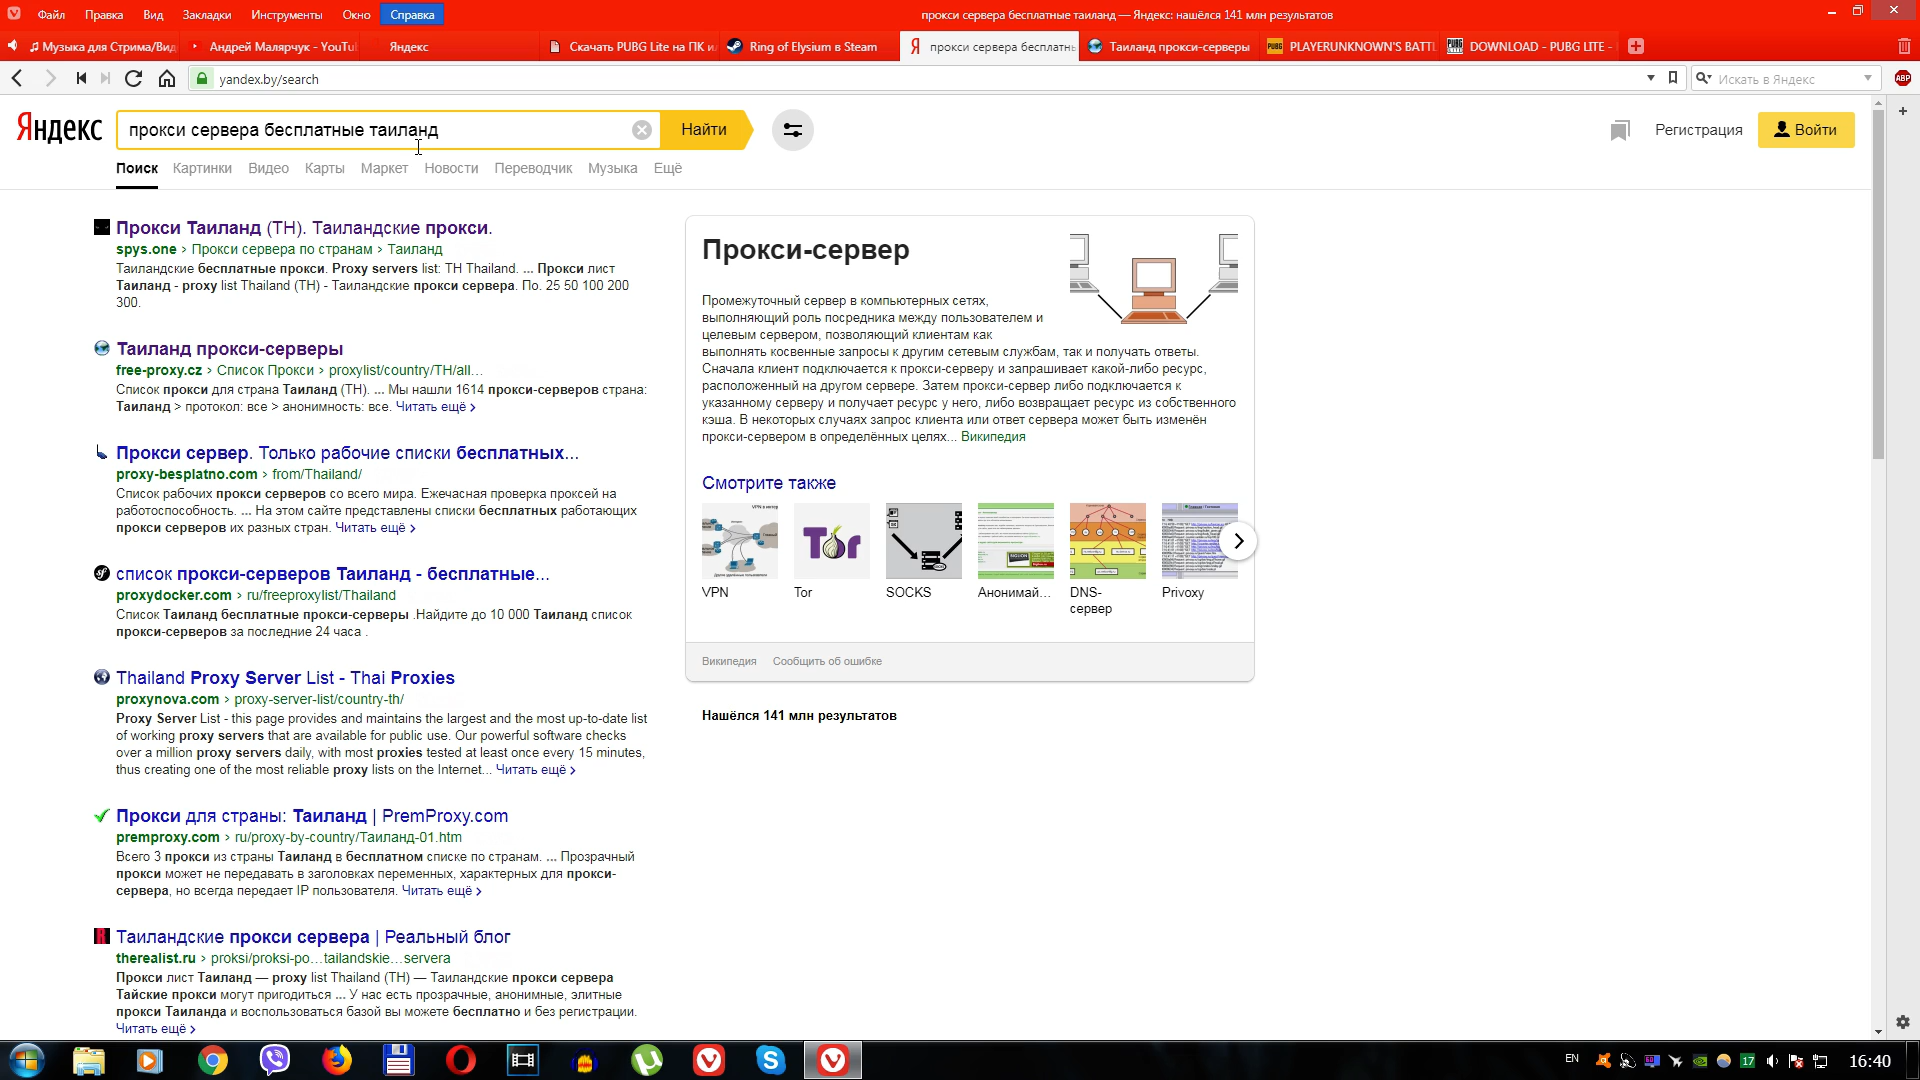 Файл Правка Вид Закладки Инструменты Окно Справка
прокси сервера бесплатные таиланд — Яндекс: нашёлся 141 млн результатов
Музыка для Стрима/Вид
Андрей Малярчук - YouTu
Яндекс
Скачать PUBG Lite на ПК и
Ring of Elysium в Steam
прокси сервера бесплатны
Таиланд прокси-серверы
PLAYERUNKNOWN'S BATTL
DOWNLOAD - PUBG LITE -
yandex.by/search
Искать в Яндекс
ABP
Яндекс
прокси сервера бесплатные таиланд
Найти
Регистрация
Войти
Поиск Картинки Видео Карты Маркет Новости Переводчик Музыка Ещё
Прокси Таиланд (TH). Таиландские прокси.
spys.one > Прокси сервера по странам > Таиланд
Таиландские бесплатные прокси. Proxy servers list: TH Thailand. ... Прокси лист
Таиланд - proxy list Thailand (TH) - Таиландские прокси сервера. По. 25 50 100 200
300.
Таиланд прокси-серверы
free-proxy.cz > Список Прокси > proxylist/country/TH/all...
Список прокси для страна Таиланд (TH). ... Мы нашли 1614 прокси-серверов страна:
Таиланд > протокол: все > анонимность: все. Читать ещё >
Прокси сервер. Только рабочие списки бесплатных...
proxy-besplatno.com > from/Thailand/
Список рабочих прокси серверов со всего мира. Ежечасная проверка проксей на
работоспособность. ... На этом сайте представлены списки бесплатных работающих
прокси серверов их разных стран. Читать ещё >
список прокси-серверов Таиланд - бесплатные...
proxydocker.com > ru/freeproxylist/Thailand
Список Таиланд бесплатные прокси-серверы .Найдите до 10 000 Таиланд список
прокси-серверов за последние 24 часа .
Thailand Proxy Server List - Thai Proxies
proxynova.com > proxy-server-list/country-th/
Proxy Server List - this page provides and maintains the largest and the most up-to-date list
of working proxy servers that are available for public use. Our powerful software checks
over a million proxy servers daily, with most proxies tested at least once every 15 minutes,
thus creating one of the most reliable proxy lists on the Internet... Читать ещё >
Прокси для страны: Таиланд | PremProxy.com
premproxy.com > ru/proxy-by-country/Таиланд-01.htm
Всего 3 прокси из страны Таиланд в бесплатном списке по странам. ... Прозрачный
прокси может не передавать в заголовках переменных, характерных для прокси-
сервера, но всегда передает IP пользователя. Читать ещё >
Таиландские прокси сервера | Реальный блог
therealist.ru > proksi/proksi-po...tailandskie...servera
Прокси лист Таиланд — proxy list Thailand (TH) — Таиландские прокси сервера
Тайские прокси могут пригодиться ... У нас есть прозрачные, анонимные, элитные
прокси Таиланда и воспользоваться базой вы можете бесплатно и без регистрации.
Читать ещё >
Прокси-сервер
Промежуточный сервер в компьютерных сетях,
выполняющий роль посредника между пользователем и
целевым сервером, позволяющий клиентам как
выполнять косвенные запросы к другим сетевым службам, так и получать ответы.
Сначала клиент подключается к прокси-серверу и запрашивает какой-либо ресурс,
расположенный на другом сервере. Затем прокси-сервер либо подключается к
указанному серверу и получает ресурс у него, либо возвращает ресурс из собственного
кэша. В некоторых случаях запрос клиента или ответ сервера может быть изменён
прокси-сервером в определённых целях... Википедия
Смотрите также
Tor
VPN
Tor
SOCKS
Анонимай...
DNS-
сервер
Privoxy
Википедия Сообщить об ошибке
Нашёлся 141 млн результатов
EN
17
16:40